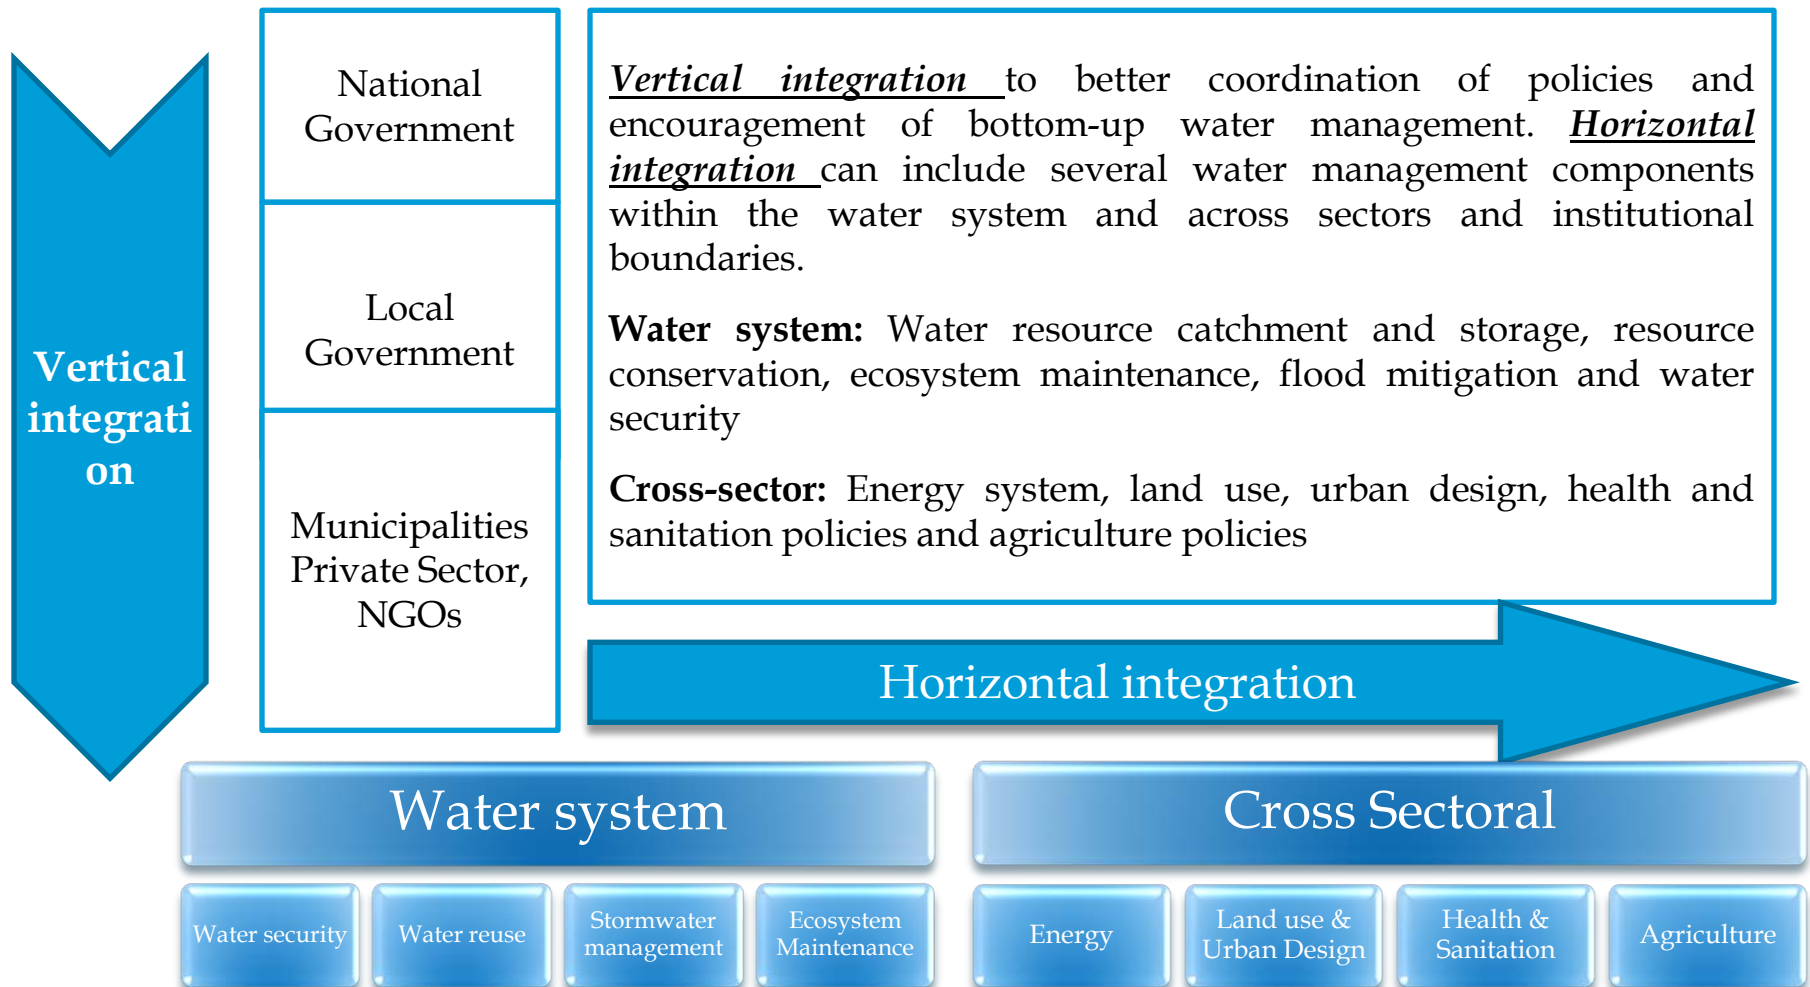 Vertical
integrati
on
National
Government
Local
Government
Municipalities
Private Sector,
NGOs
Vertical integration to better coordination of policies and
encouragement of bottom-up water management. Horizontal
integration can include several water management components
within the water system and across sectors and institutional
boundaries.
Water system: Water resource catchment and storage, resource
conservation, ecosystem maintenance, flood mitigation and water
security
Cross-sector: Energy system, land use, urban design, health and
sanitation policies and agriculture policies
Horizontal integration
Water system
Water security
Water reuse
Stormwater
management
Ecosystem
Maintenance
Cross Sectoral
Energy
Land use &
Urban Design
Health &
Sanitation
Agriculture